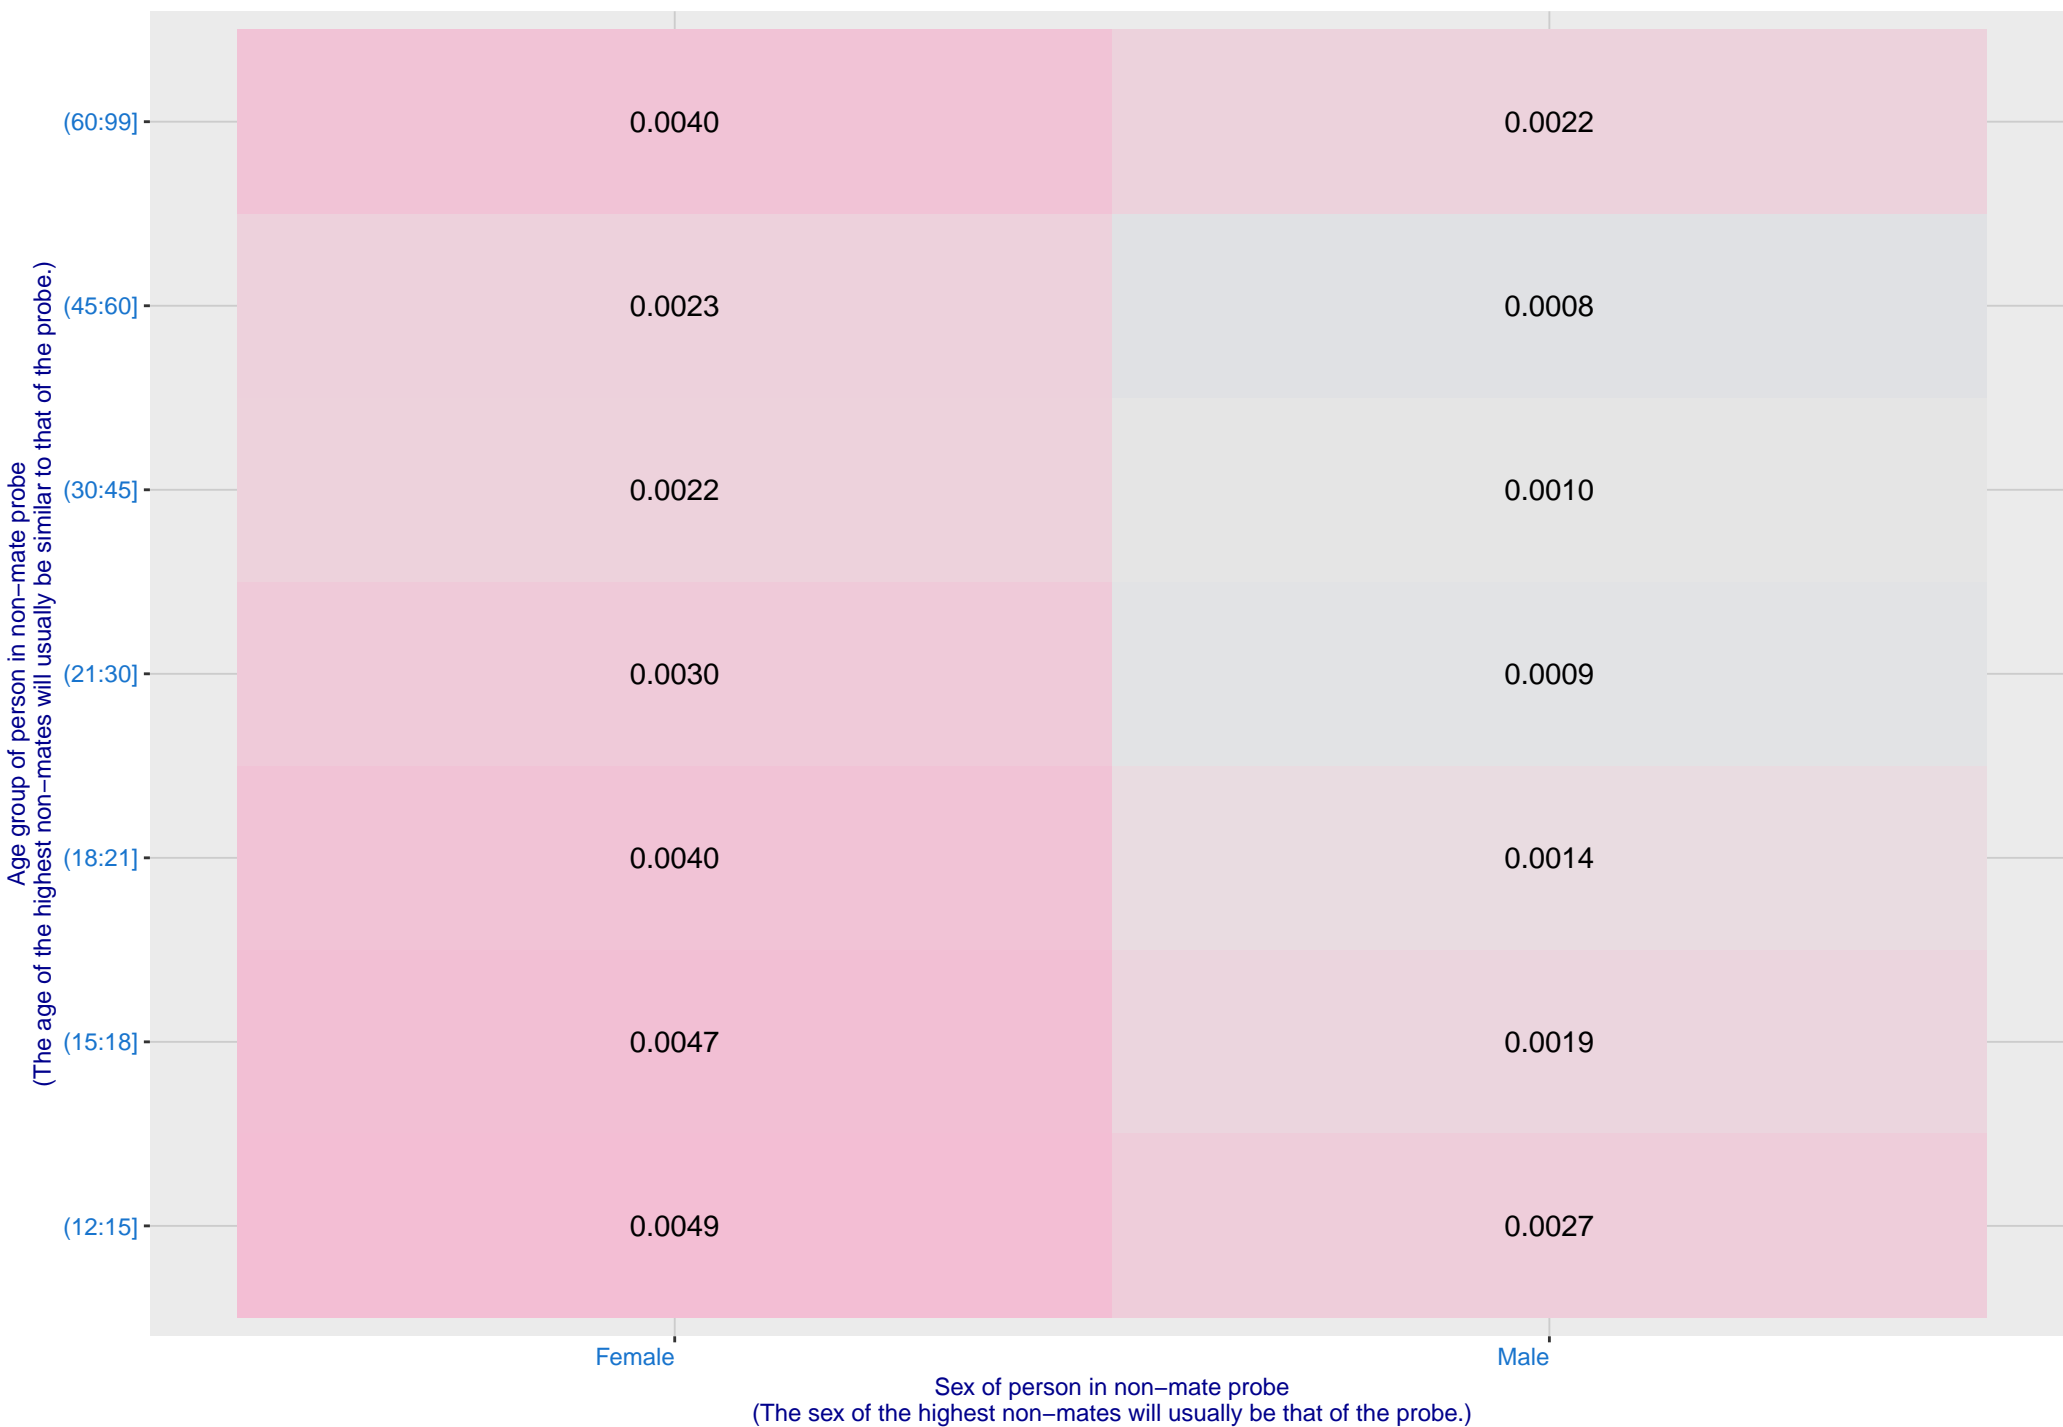 Age group of person in non−mate probe
(The age of the highest non−mates will usually be similar to that of the probe.)
(60:99] 0.0040 0.0022
(45:60] 0.0023 0.0008
(30:45] 0.0022 0.0010
(21:30] 0.0030 0.0009
(18:21] 0.0040 0.0014
(15:18] 0.0047 0.0019
(12:15] 0.0049 0.0027
Female Male
Sex of person in non−mate probe
(The sex of the highest non−mates will usually be that of the probe.)